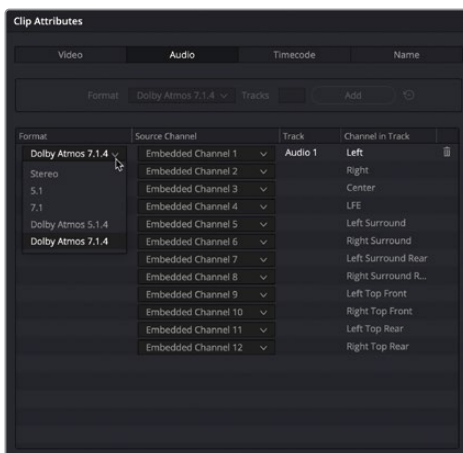 Clip Attributes
Video Audio Timecode Name
Format Dolby Atmos 7.1.4 Tracks Add
Format Source Channel Track Channel in Track
Dolby Atmos 7.1.4 Embedded Channel 1 Audio 1 Left
Stereo Embedded Channel 2 Right
5.1 Embedded Channel 3 Center
7.1 Embedded Channel 4 LFE
Dolby Atmos 5.1.4 Embedded Channel 5 Left Surround
Dolby Atmos 7.1.4 Embedded Channel 6 Right Surround
Embedded Channel 7 Left Surround Rear
Embedded Channel 8 Right Surround R...
Embedded Channel 9 Left Top Front
Embedded Channel 10 Right Top Front
Embedded Channel 11 Left Top Rear
Embedded Channel 12 Right Top Rear